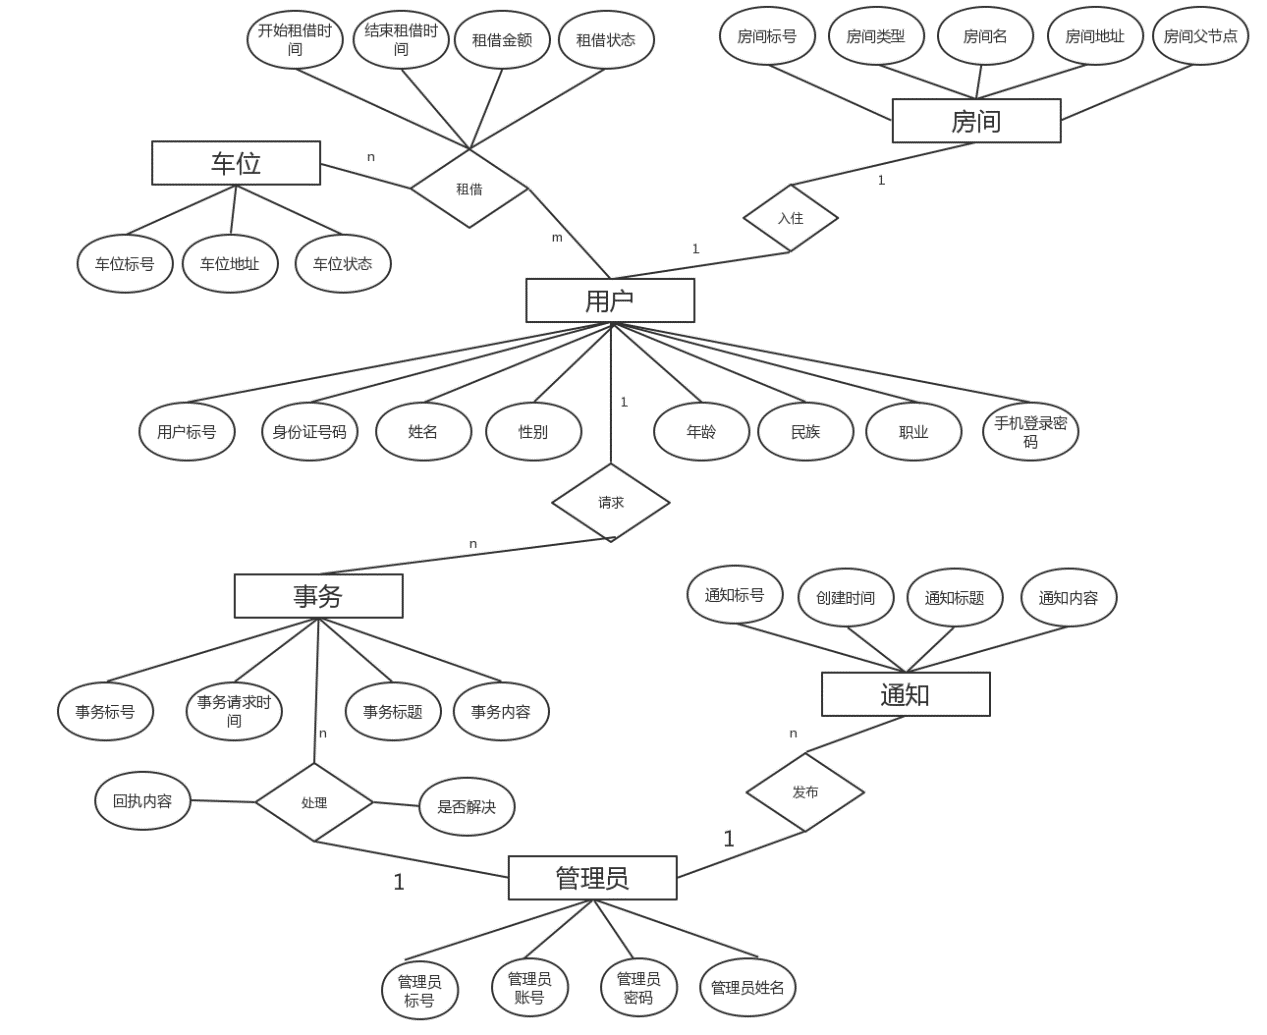 开始租借时
间
结束租借时
间
租借金额
租借状态
房间标号
房间类型
房间名
房间地址
房间父节点
房间
车位
n
租借
1
入住
m
1
车位标号
车位地址
车位状态
用户
1
用户标号
身份证号码
姓名
性别
年龄
民族
职业
手机登录密
码
请求
n
事务
通知标号
创建时间
通知标题
通知内容
通知
事务标号
事务请求时
间
事务标题
事务内容
n
n
回执内容
处理
是否解决
发布
1
1
管理员
管理员
标号
管理员
账号
管理员
密码
管理员姓名